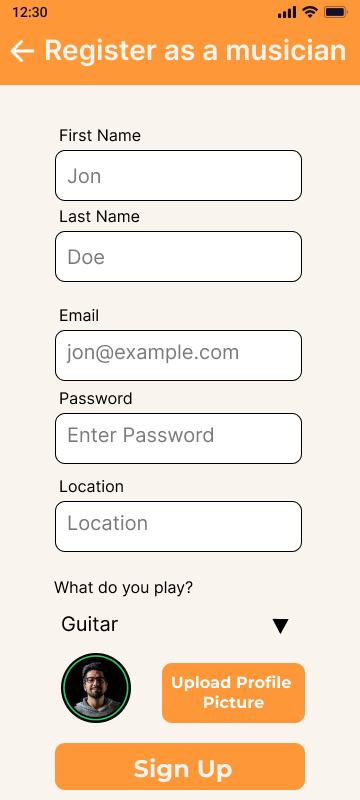 12:30
Register as a musician
First Name
Jon
Last Name
Doe
Email
jon@example.com
Password
Enter Password
Location
Location
What do you play?
Guitar
Upload Profile
Picture
Sign Up